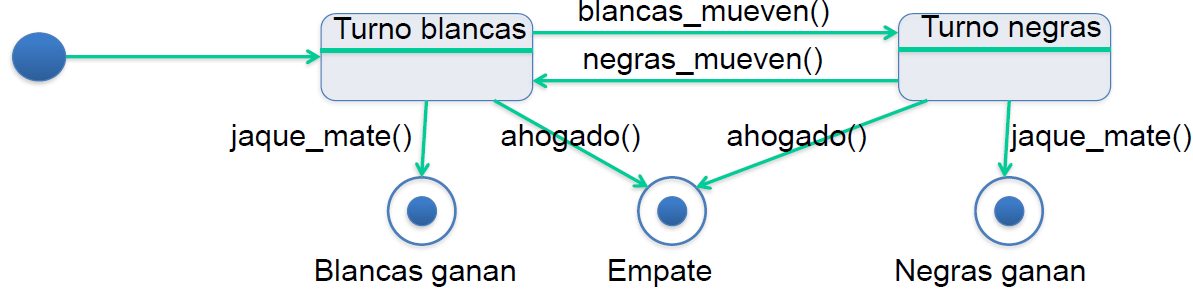 blancas_mueven()
Turno blancas
Turno negras
negras_mueven()
jaque_mate()
ahogado()
ahogado()
jaque_mate()
Blancas ganan
Empate
Negras ganan